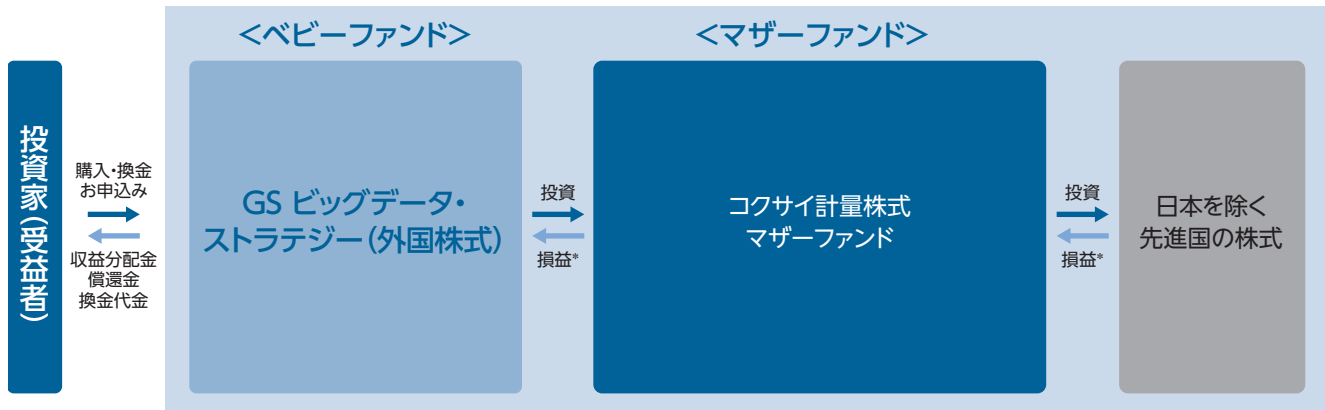 <ベビーファンド>
<マザーファンド>
投資家(受益者)
購入・換金
お申込み
収益分配金
償還金
換金代金
GS ビッグデータ・
ストラテジー(外国株式)
投資
損益*
コクサイ計量株式
マザーファンド
投資
損益*
日本を除く
先進国の株式